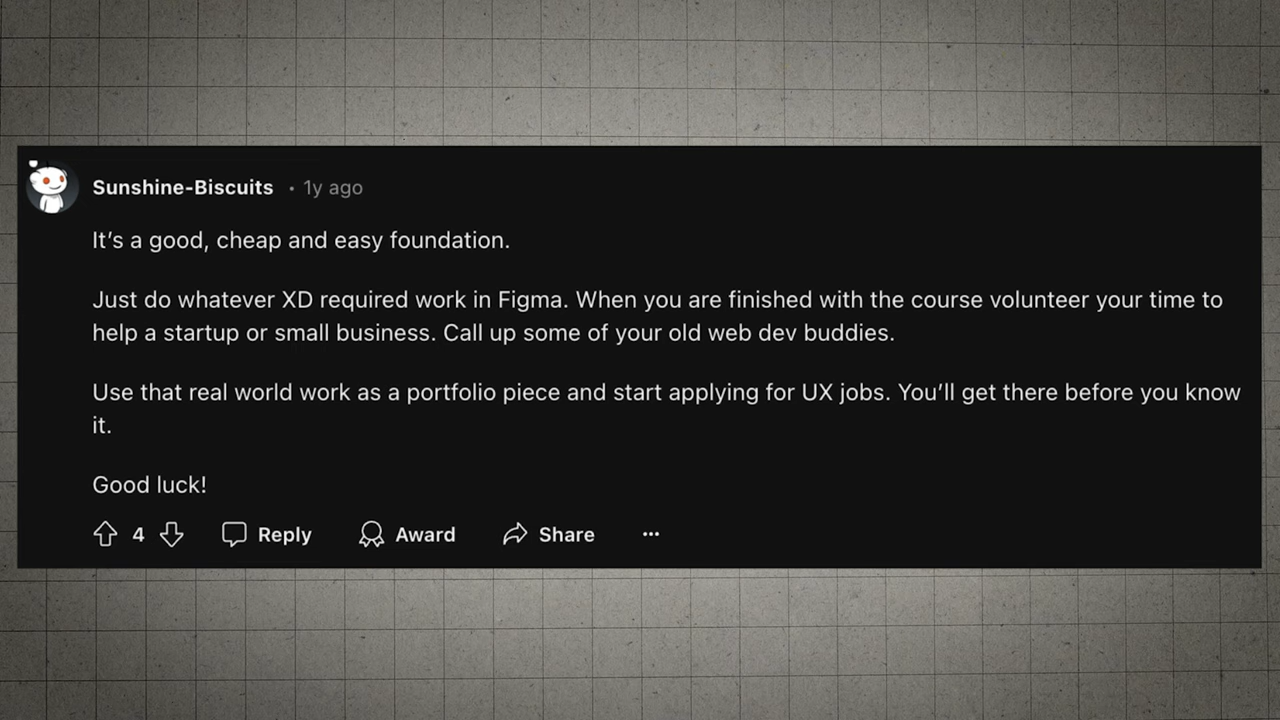 Sunshine-Biscuits • 1y ago
It’s a good, cheap and easy foundation.
Just do whatever XD required work in Figma. When you are finished with the course volunteer your time to
help a startup or small business. Call up some of your old web dev buddies.
Use that real world work as a portfolio piece and start applying for UX jobs. You’ll get there before you know
it.
Good luck!
4 Reply Award Share ...